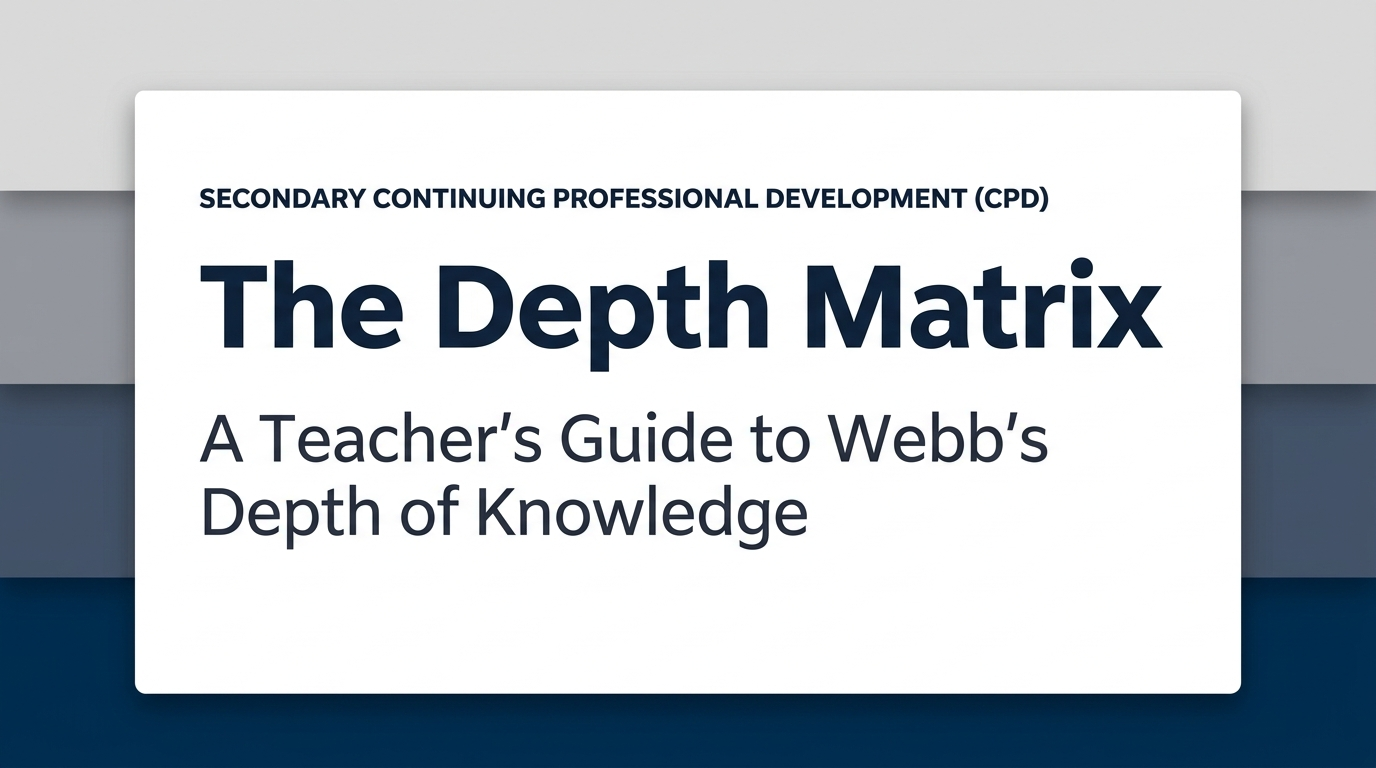 SECONDARY CONTINUING PROFESSIONAL DEVELOPMENT (CPD)
The Depth Matrix
A Teacher’s Guide to Webb’s
Depth of Knowledge